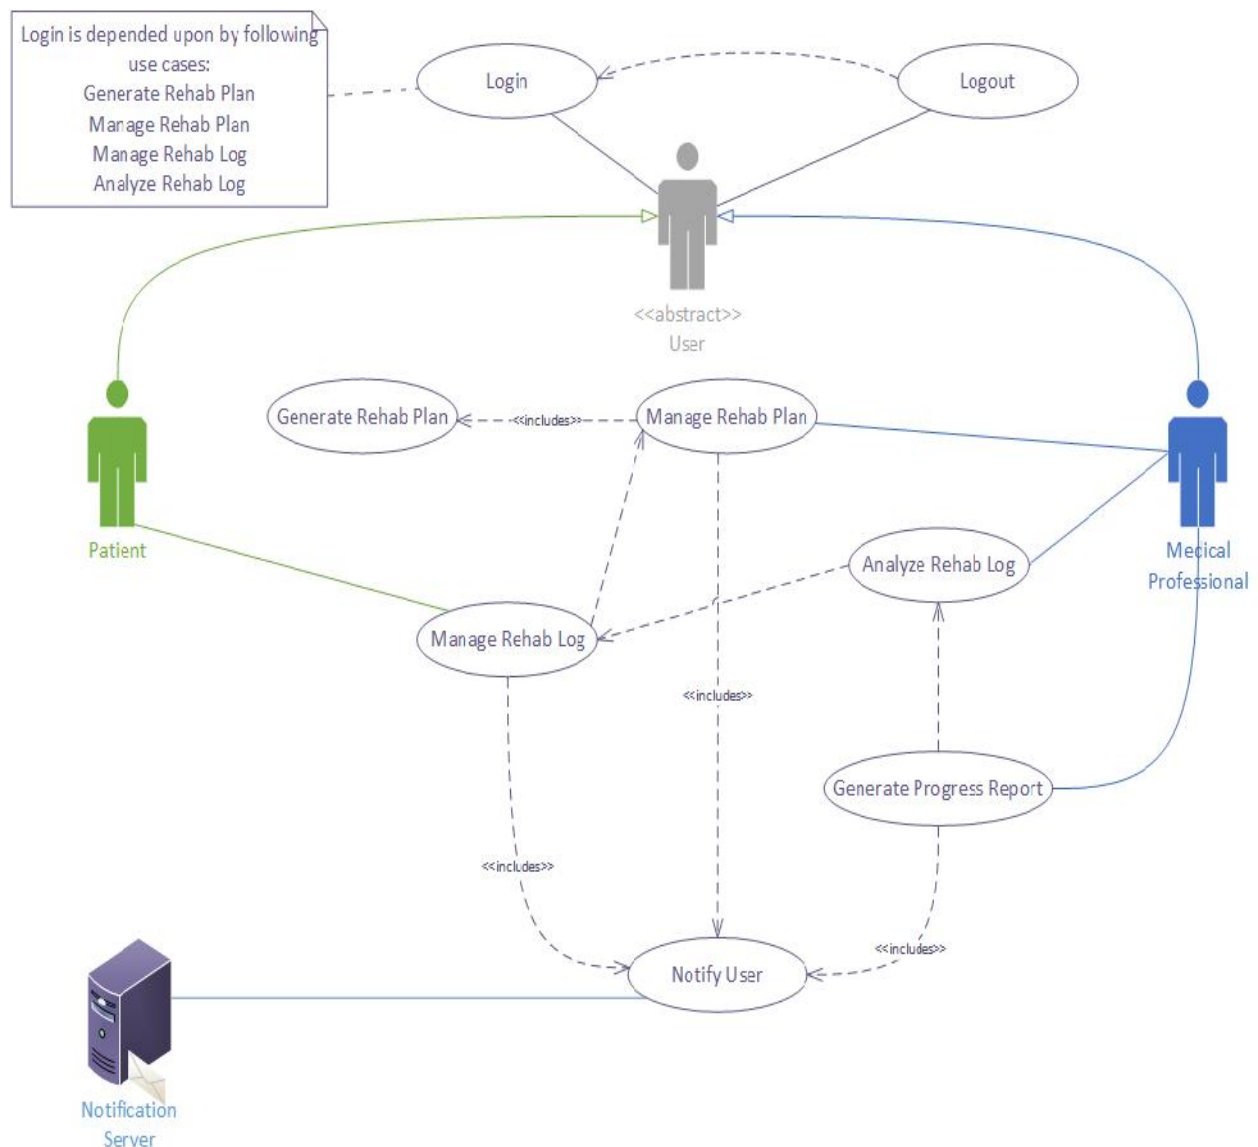 Login is depended upon by following
use cases:
Generate Rehab Plan
Manage Rehab Plan
Manage Rehab Log
Analyze Rehab Log
Login
Logout
<<abstract>>
User
Generate Rehab Plan
<<includes>>
Manage Rehab Plan
Patient
Analyze Rehab Log
Medical
Professional
Manage Rehab Log
<<includes>>
Generate Progress Report
<<includes>>
<<includes>>
Notify User
Notification
Server